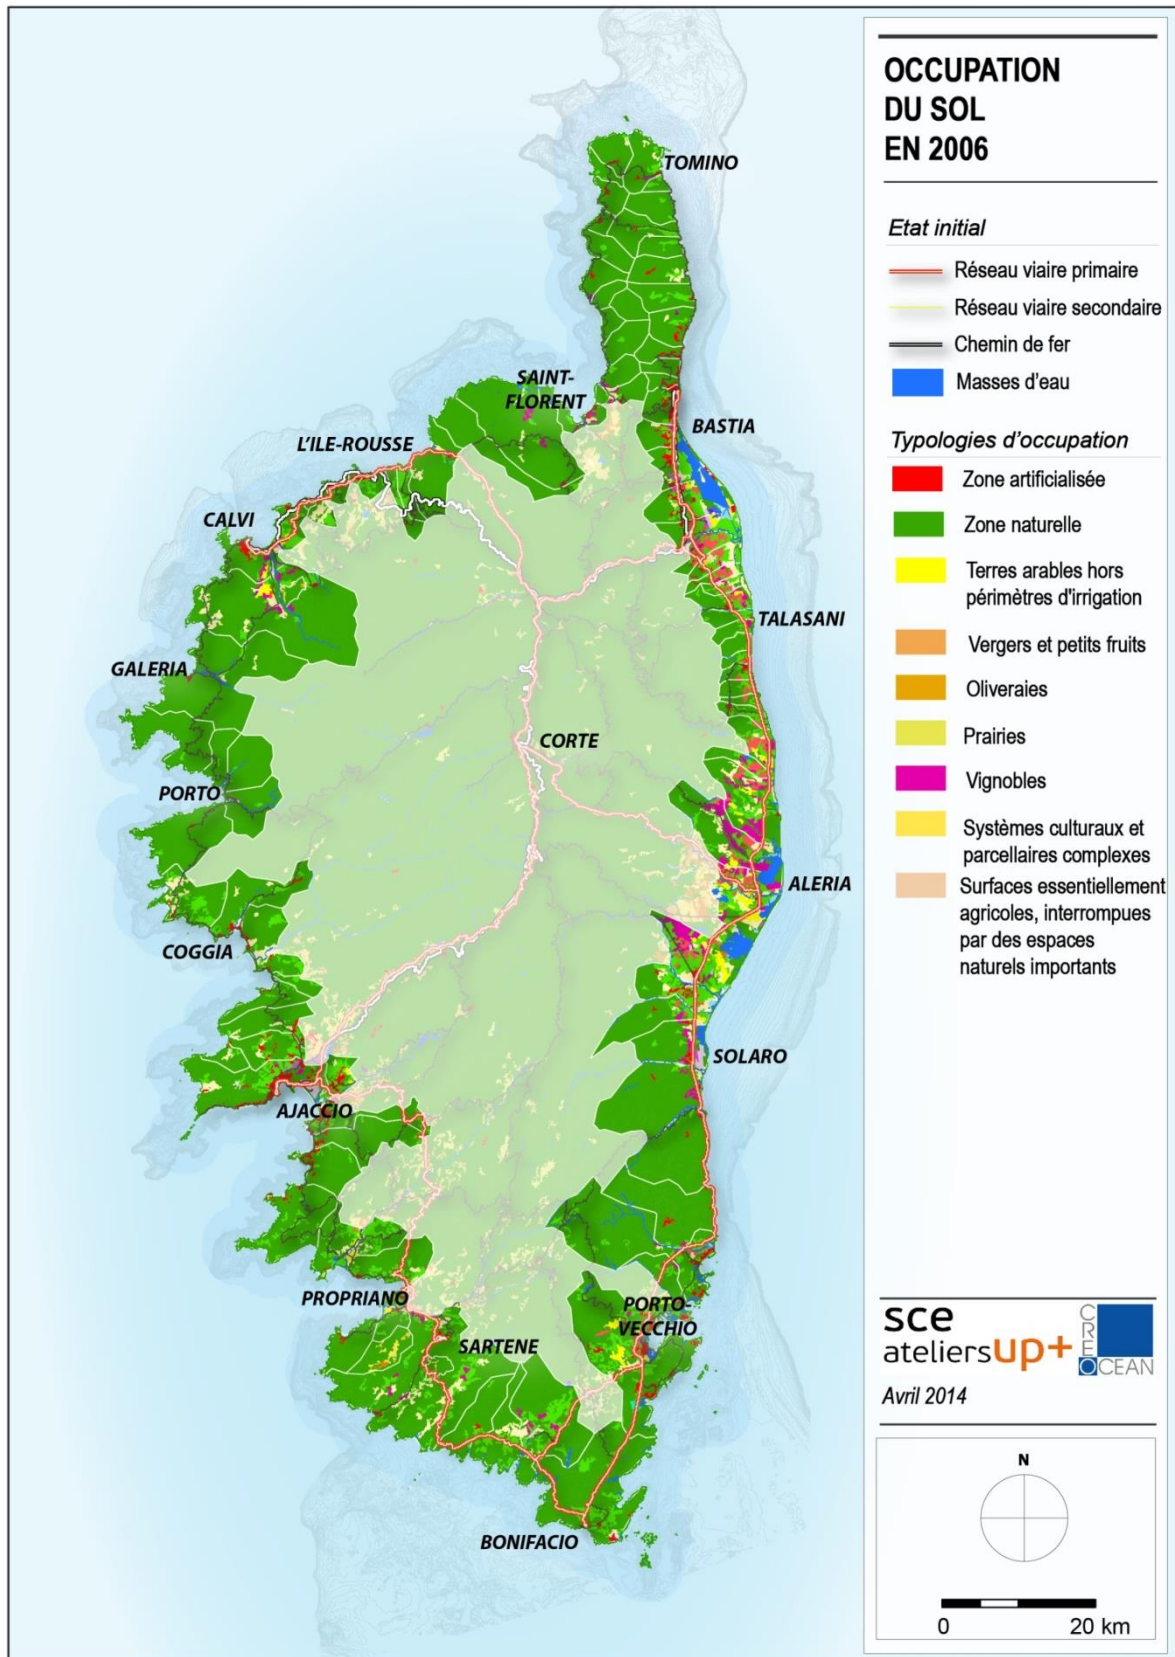 OCCUPATION
DU SOL
EN 2006
Etat initial
Réseau viaire primaire
Réseau viaire secondaire
Chemin de fer
Masses d'eau
Typologies d'occupation
Zone artificialisée
Zone naturelle
Terres arables hors
périmètres d'irrigation
Vergers et petits fruits
Oliveraies
Prairies
Vignobles
Systèmes culturaux et
parcellaires complexes
Surfaces essentiellement
agricoles, interrompues
par des espaces
naturels importants
TOMINO
SAINT-
FLORENT
BASTIA
L'ILE-ROUSSE
CALVI
TALASANI
GALERIA
CORTE
PORTO
ALERIA
COGGIA
SOLARO
AJACCIO
PROPRIANO
PORTO-
VECCHIO
SARTENE
BONIFACIO
sce
ateliersup+
CREOCEAN
Avril 2014
N
0 20 km